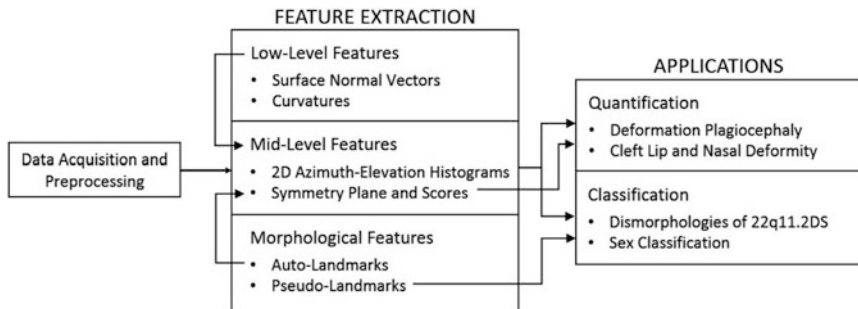 FEATURE EXTRACTION
Low-Level Features
• Surface Normal Vectors
• Curvatures
Data Acquisition and
Preprocessing
Mid-Level Features
• 2D Azimuth-Elevation Histograms
• Symmetry Plane and Scores
Morphological Features
• Auto-Landmarks
• Pseudo-Landmarks
APPLICATIONS
Quantification
• Deformation Plagiocephaly
• Cleft Lip and Nasal Deformity
Classification
• Dismorphologies of 22q11.2DS
• Sex Classification